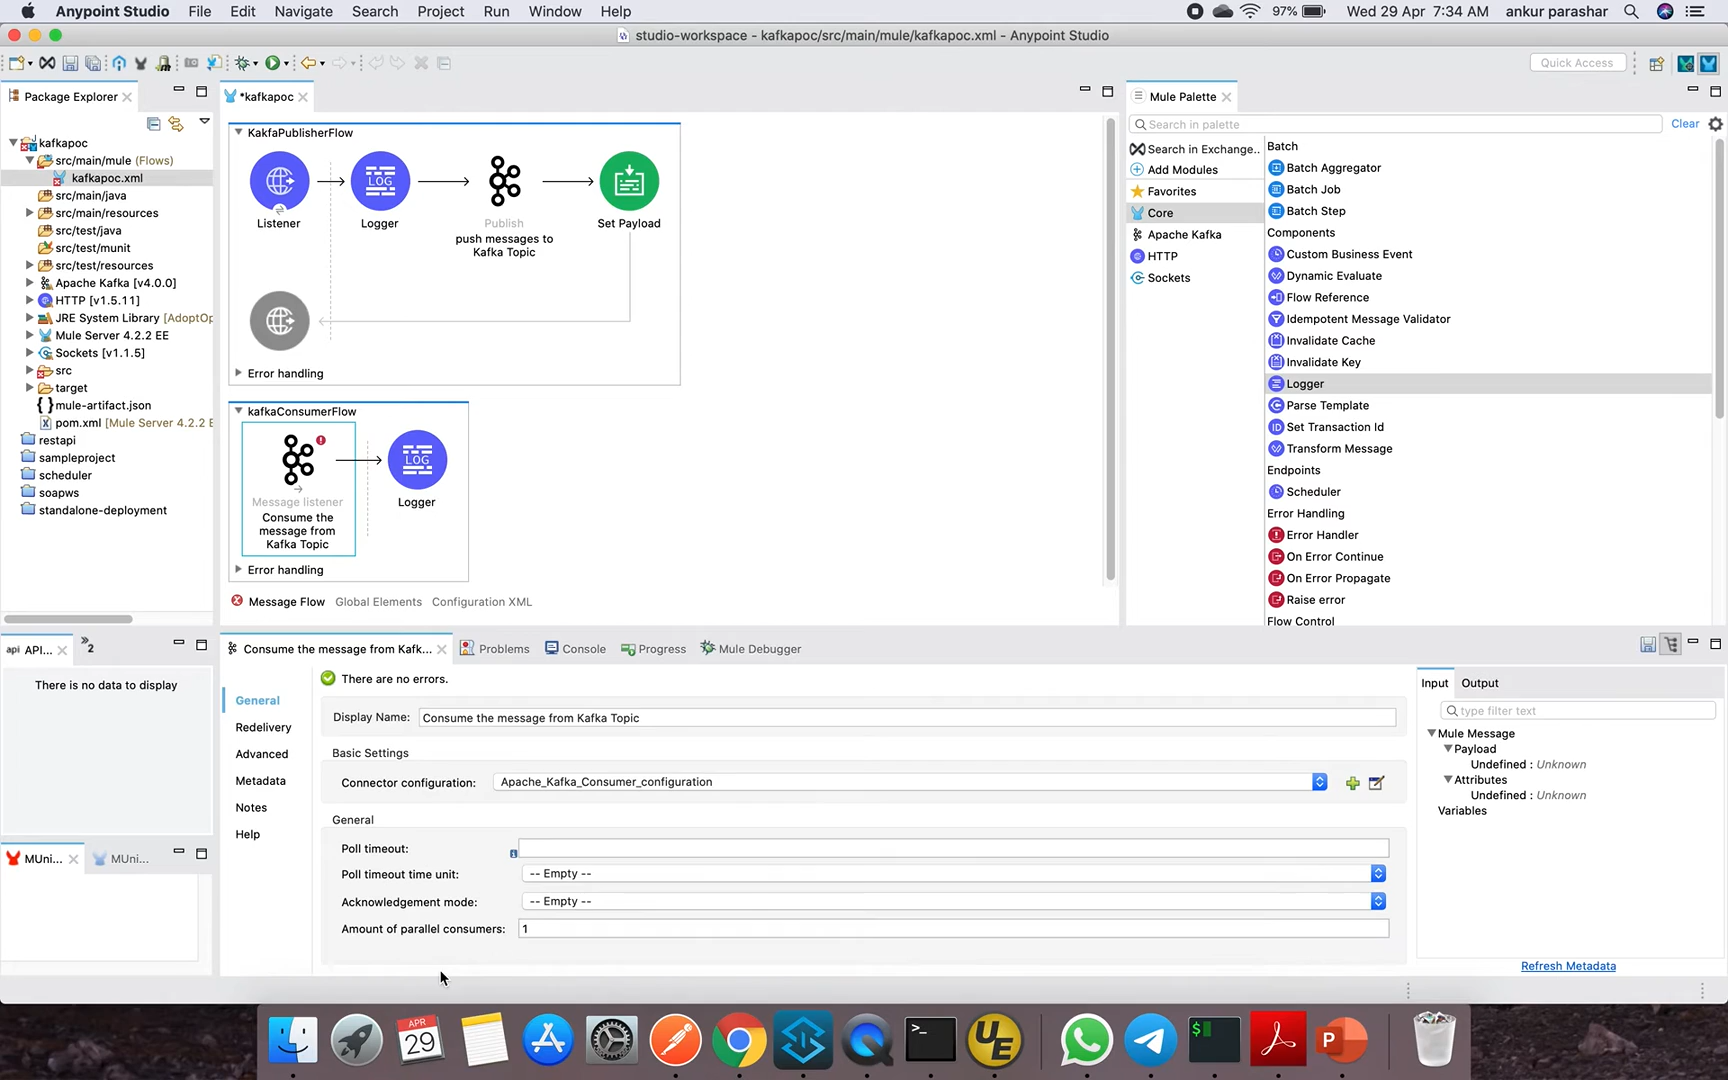 Anypoint Studio File Edit Navigate Search Project Run Window Help 97% Wed 29 Apr 7:34 AM ankur parashar
studio-workspace - kafkapoc/src/main/mule/kafkapoc.xml - Anypoint Studio
Quick Access
Package Explorer
kafkapoc
src/main/mule (Flows)
kafkapoc.xml
src/main/java
src/main/resources
src/test/java
src/test/munit
src/test/resources
Apache Kafka [v4.0.0]
HTTP [v1.5.11]
JRE System Library [AdoptOp
Mule Server 4.2.2 EE
Sockets [v1.1.5]
src
target
mule-artifact.json
pom.xml [Mule Server 4.2.2 E
restapi
sampleproject
scheduler
soapws
standalone-deployment
*kafkapoc
KakfaPublisherFlow
LOG
Listener
Logger
Publish
push messages to
Kafka Topic
Set Payload
Error handling
kafkaConsumerFlow
LOG
Message listener
Consume the
message from
Kafka Topic
Logger
Error handling
Message Flow Global Elements Configuration XML
Mule Palette
Search in palette
Clear
Search in Exchange..
Add Modules
Favorites
Core
Apache Kafka
HTTP
Sockets
Batch
Batch Aggregator
Batch Job
Batch Step
Components
Custom Business Event
Dynamic Evaluate
Flow Reference
Idempotent Message Validator
Invalidate Cache
Invalidate Key
Logger
Parse Template
Set Transaction Id
Transform Message
Endpoints
Scheduler
Error Handling
Error Handler
On Error Continue
On Error Propagate
Raise error
Flow Control
api API...
2
There is no data to display
MUni...
MUni...
Consume the message from Kafk...
Problems
Console
Progress
Mule Debugger
General
Redelivery
Advanced
Metadata
Notes
Help
There are no errors.
Display Name: Consume the message from Kafka Topic
Basic Settings
Connector configuration: Apache_Kafka_Consumer_configuration
General
Poll timeout:
Poll timeout time unit: -- Empty --
Acknowledgement mode: -- Empty --
Amount of parallel consumers: 1
Input Output
type filter text
Mule Message
Payload
Undefined : Unknown
Attributes
Undefined : Unknown
Variables
Refresh Metadata
APR
29
>_
UE
$
P